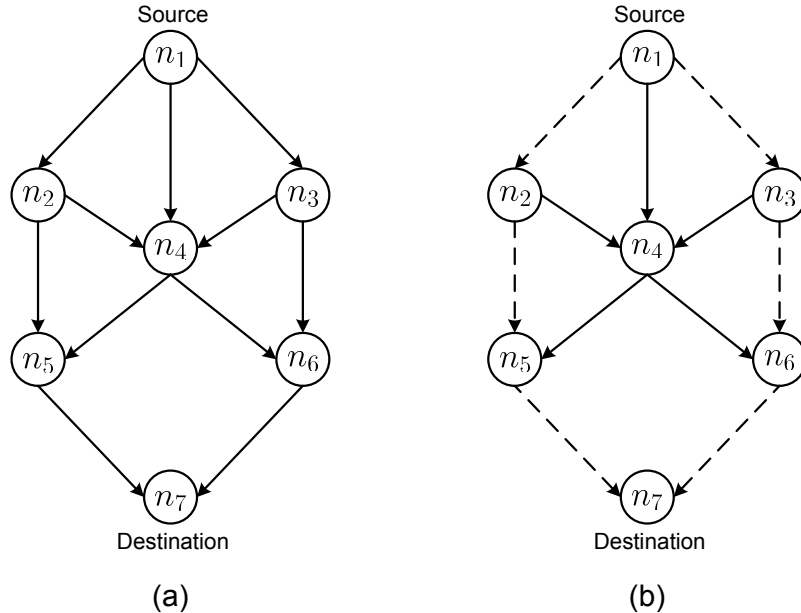 Source Source
n1 n1
n2 n3 n2 n3
n4 n4
n5 n6 n5 n6
n7 n7
Destination Destination
(a) (b)